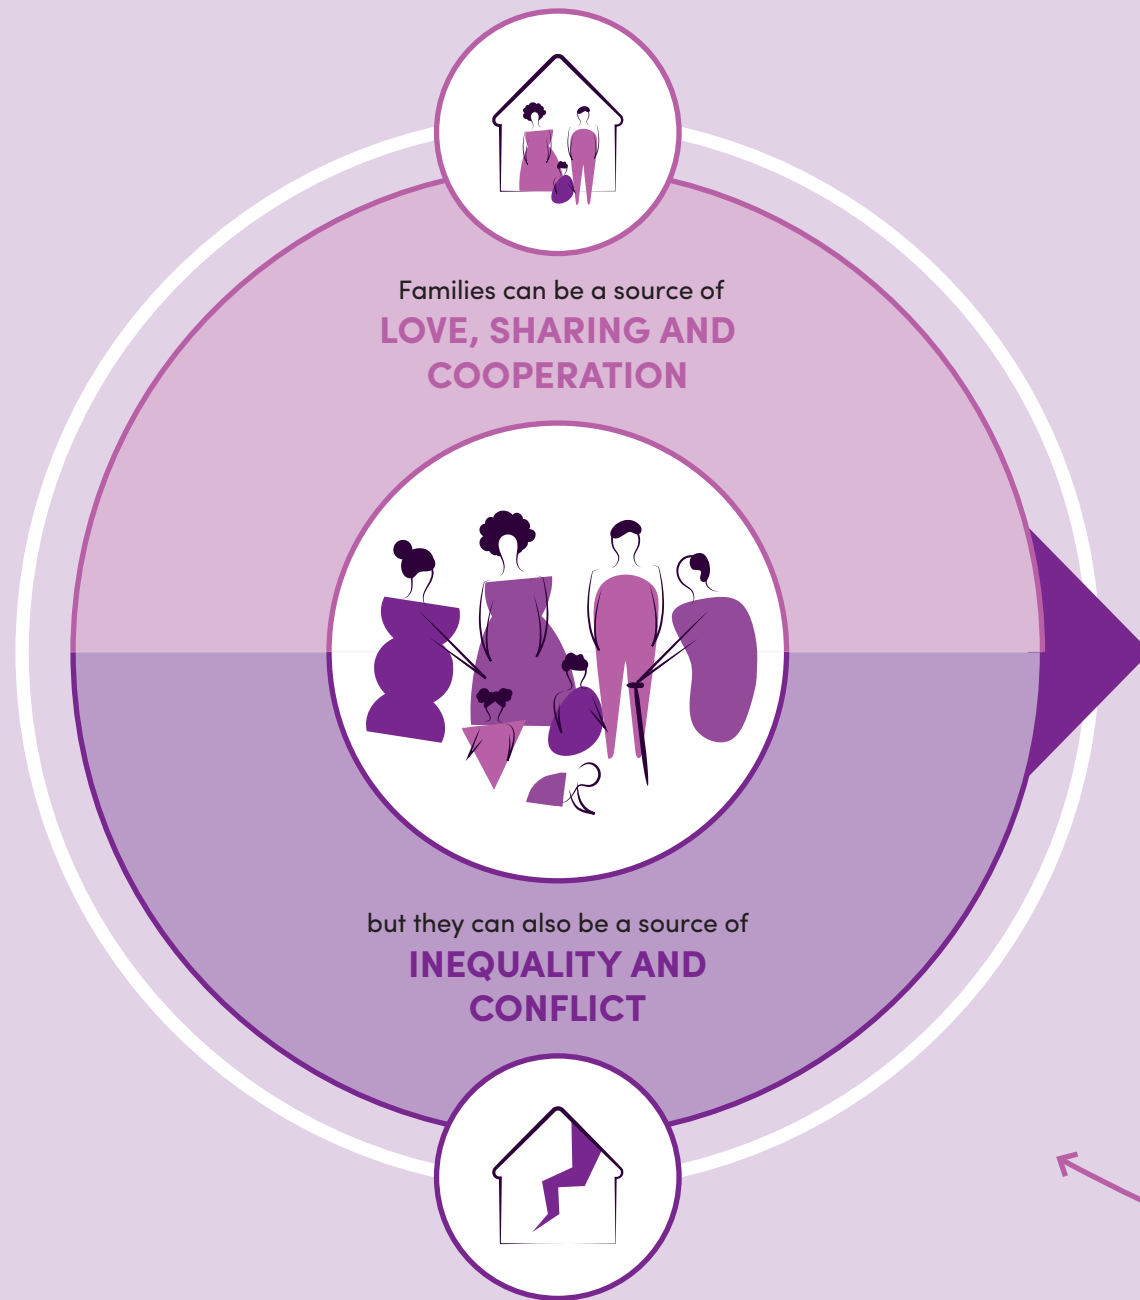 Families can be a source of
LOVE, SHARING AND
COOPERATION
but they can also be a source of
INEQUALITY AND
CONFLICT